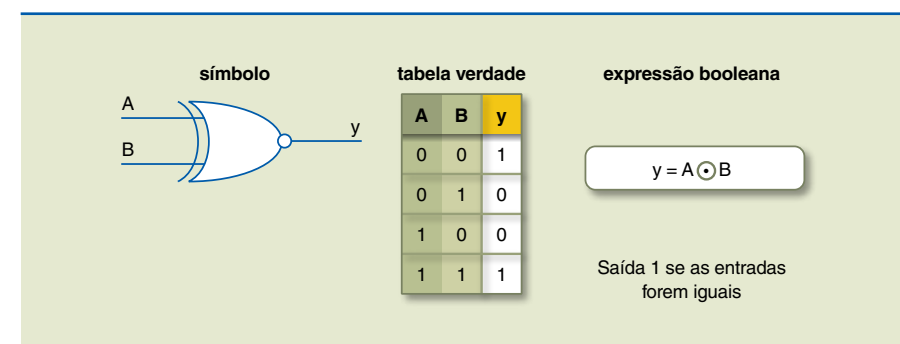 símbolo
A
B
y
tabela verdade
A B y
0 0 1
0 1 0
1 0 0
1 1 1
expressão booleana
y = A ⊙ B
Saída 1 se as entradas
forem iguais